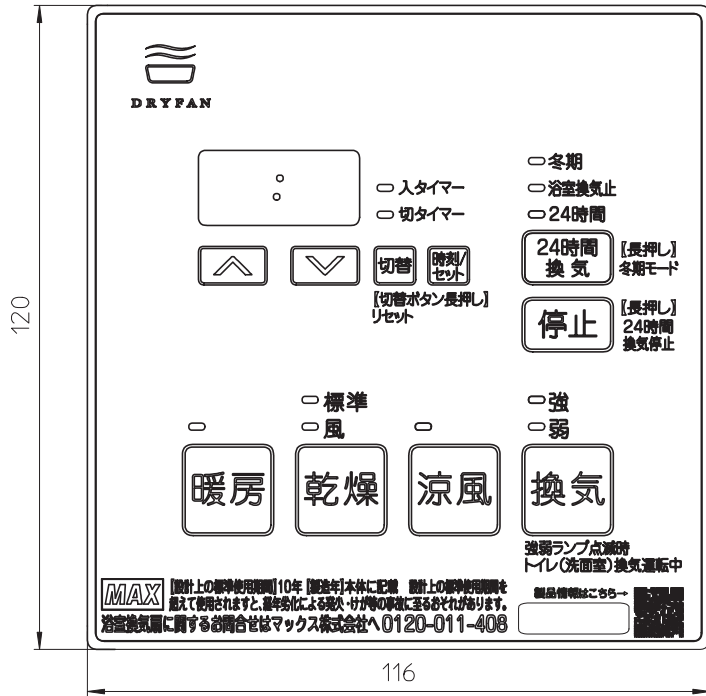 DRYFAN
入タイマー
切タイマー
冬期
浴室換気止
24時間
切替
時刻/
セット
24時間
換気
【長押し】
冬期モード
【切替ボタン長押し】
リセット
停止
【長押し】
24時間
換気停止
標準
風
強
弱
暖房
乾燥
涼風
換気
強弱ランプ点滅時
トイレ(洗面室)換気運転中
MAX
【設計上の標準使用期間】10年 【製造年】本体に記載 設計上の標準使用期間を
超えて使用されますと、経年劣化による発火・けが等の事故に至るおそれがあります。
浴室換気扇に関するお問合せはマックス株式会社へ 0120-011-408
製品情報はこちら→
120
116